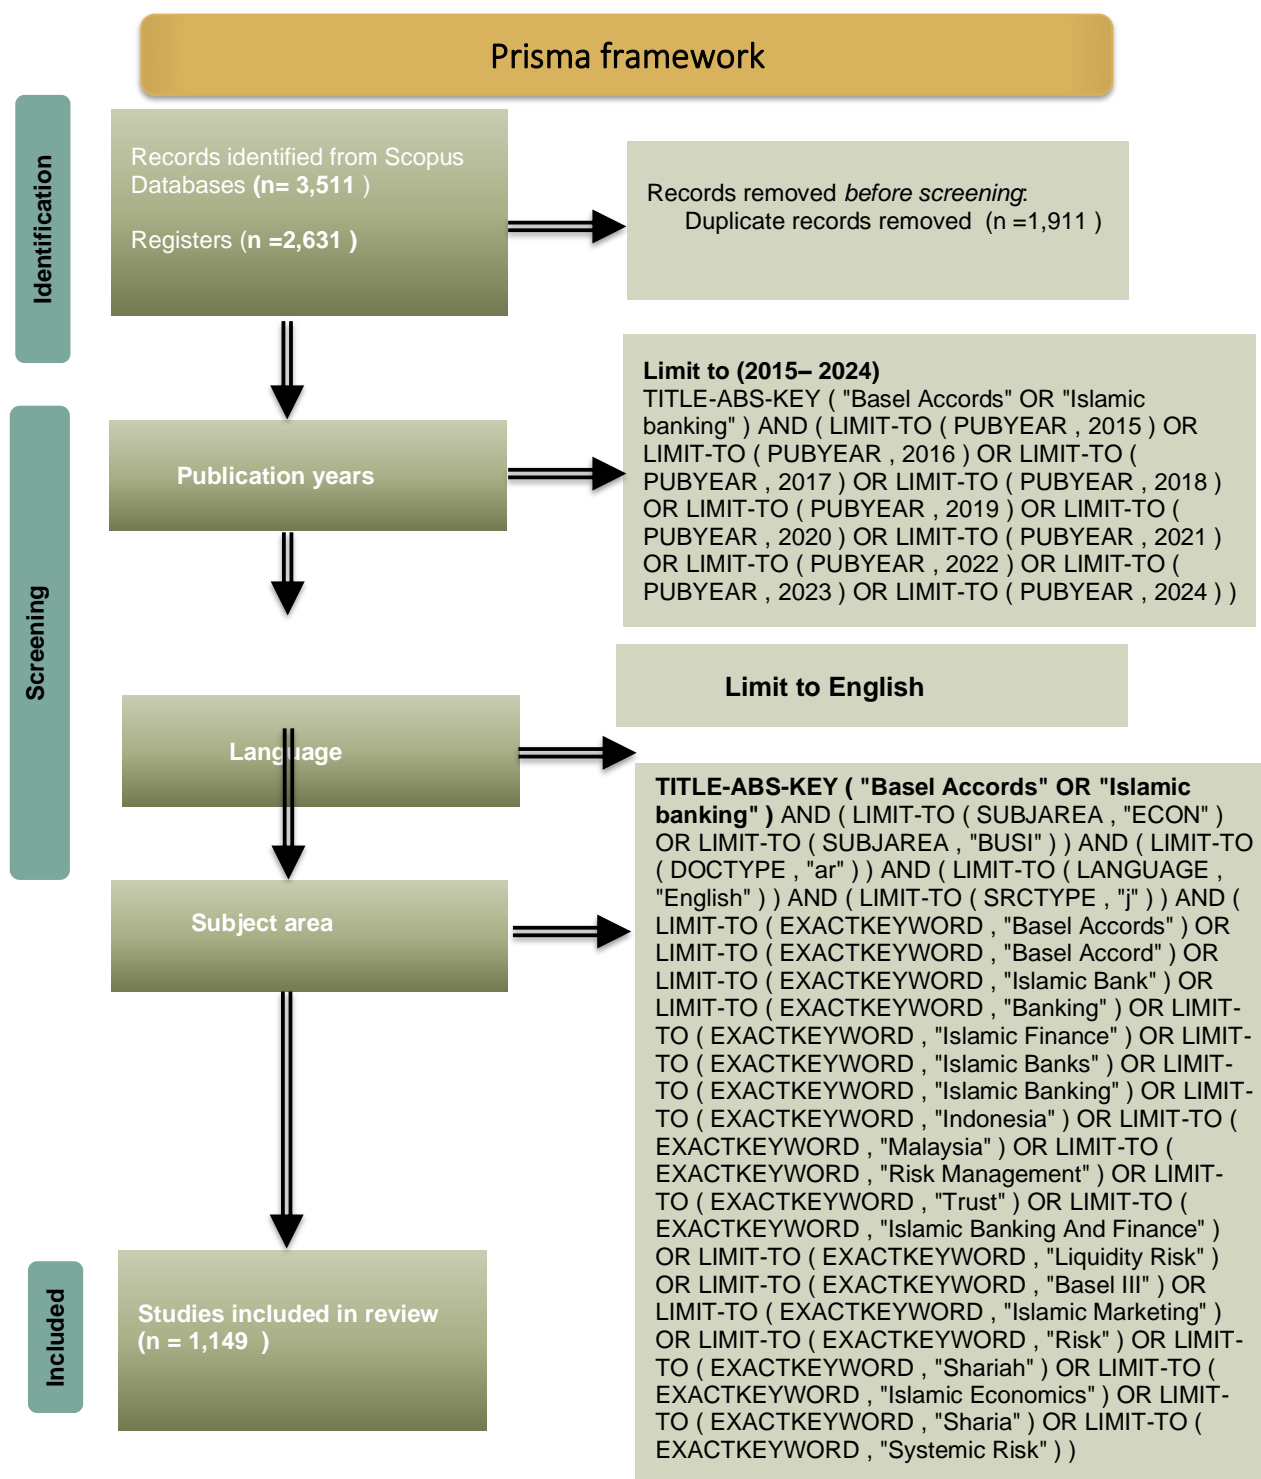 Prisma framework
Identification
Records identified from Scopus
Databases (n= 3,511 )
Registers (n =2,631 )
Records removed before screening:
Duplicate records removed (n =1,911 )
Screening
Publication years
Limit to (2015– 2024)
TITLE-ABS-KEY ( "Basel Accords" OR "Islamic
banking" ) AND ( LIMIT-TO ( PUBYEAR , 2015 ) OR
LIMIT-TO ( PUBYEAR , 2016 ) OR LIMIT-TO (
PUBYEAR , 2017 ) OR LIMIT-TO ( PUBYEAR , 2018 )
OR LIMIT-TO ( PUBYEAR , 2019 ) OR LIMIT-TO (
PUBYEAR , 2020 ) OR LIMIT-TO ( PUBYEAR , 2021 )
OR LIMIT-TO ( PUBYEAR , 2022 ) OR LIMIT-TO (
PUBYEAR , 2023 ) OR LIMIT-TO ( PUBYEAR , 2024 ) )
Language
Limit to English
Subject area
TITLE-ABS-KEY ( "Basel Accords" OR "Islamic
banking" ) AND ( LIMIT-TO ( SUBJAREA , "ECON" )
OR LIMIT-TO ( SUBJAREA , "BUSI" ) ) AND ( LIMIT-TO
( DOCTYPE , "ar" ) ) AND ( LIMIT-TO ( LANGUAGE ,
"English" ) ) AND ( LIMIT-TO ( SRCTYPE , "j" ) ) AND (
LIMIT-TO ( EXACTKEYWORD , "Basel Accords" ) OR
LIMIT-TO ( EXACTKEYWORD , "Basel Accord" ) OR
LIMIT-TO ( EXACTKEYWORD , "Islamic Bank" ) OR
LIMIT-TO ( EXACTKEYWORD , "Banking" ) OR LIMIT-
TO ( EXACTKEYWORD , "Islamic Finance" ) OR LIMIT-
TO ( EXACTKEYWORD , "Islamic Banks" ) OR LIMIT-
TO ( EXACTKEYWORD , "Islamic Banking" ) OR LIMIT-
TO ( EXACTKEYWORD , "Indonesia" ) OR LIMIT-TO (
EXACTKEYWORD , "Malaysia" ) OR LIMIT-TO (
EXACTKEYWORD , "Risk Management" ) OR LIMIT-
TO ( EXACTKEYWORD , "Trust" ) OR LIMIT-TO (
EXACTKEYWORD , "Islamic Banking And Finance" )
OR LIMIT-TO ( EXACTKEYWORD , "Liquidity Risk" )
OR LIMIT-TO ( EXACTKEYWORD , "Basel III" ) OR
LIMIT-TO ( EXACTKEYWORD , "Islamic Marketing" )
OR LIMIT-TO ( EXACTKEYWORD , "Risk" ) OR LIMIT-
TO ( EXACTKEYWORD , "Shariah" ) OR LIMIT-TO (
EXACTKEYWORD , "Islamic Economics" ) OR LIMIT-
TO ( EXACTKEYWORD , "Sharia" ) OR LIMIT-TO (
EXACTKEYWORD , "Systemic Risk" ) )
Included
Studies included in review
(n = 1,149 )